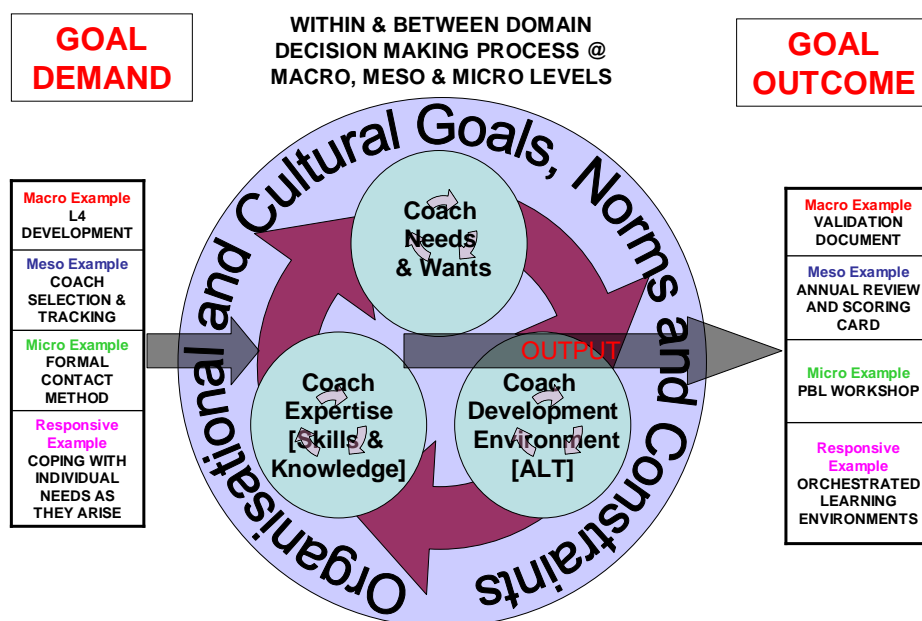 GOAL
DEMAND
WITHIN & BETWEEN DOMAIN
DECISION MAKING PROCESS @
MACRO, MESO & MICRO LEVELS
GOAL
OUTCOME
Organisational and Cultural Goals, Norms and Constraints
Macro Example
L4
DEVELOPMENT
Meso Example
COACH
SELECTION &
TRACKING
Micro Example
FORMAL
CONTACT
METHOD
Responsive
Example
COPING WITH
INDIVIDUAL
NEEDS AS
THEY ARISE
Coach
Needs
& Wants
OUTPUT
Coach
Expertise
[Skills &
Knowledge]
Coach
Development
Environment
[ALT]
Macro Example
VALIDATION
DOCUMENT
Meso Example
ANNUAL REVIEW
AND SCORING
CARD
Micro Example
PBL WORKSHOP
Responsive
Example
ORCHESTRATED
LEARNING
ENVIRONMENTS